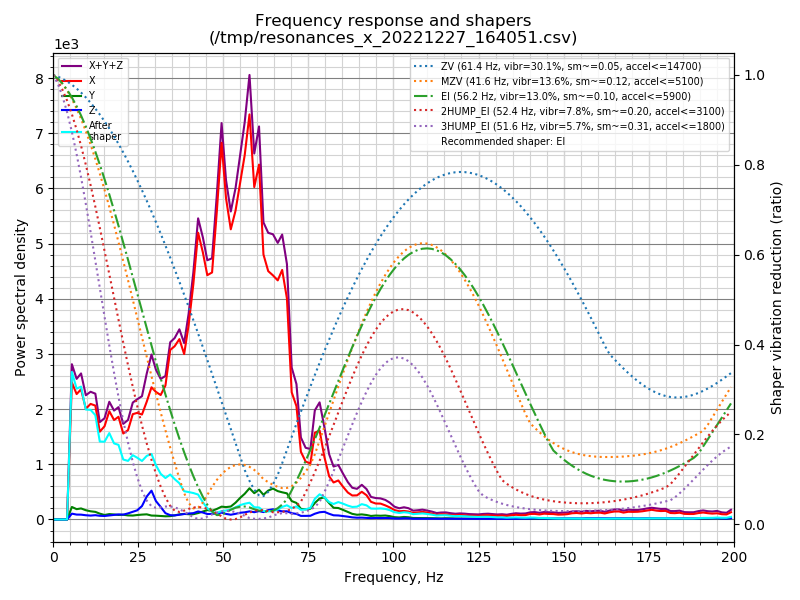 Frequency response and shapers
(/tmp/resonances_x_20221227_164051.csv)
1e3
X+Y+Z
X
Y
Z
After
shaper
ZV (61.4 Hz, vibr=30.1%, sm~=0.05, accel<=14700)
MZV (41.6 Hz, vibr=13.6%, sm~=0.12, accel<=5100)
EI (56.2 Hz, vibr=13.0%, sm~=0.10, accel<=5900)
2HUMP_EI (52.4 Hz, vibr=7.8%, sm~=0.20, accel<=3100)
3HUMP_EI (51.6 Hz, vibr=5.7%, sm~=0.31, accel<=1800)
Recommended shaper: EI
Power spectral density
8
7
6
5
4
3
2
1
0
1.0
0.8
0.6
0.4
0.2
0.0
Shaper vibration reduction (ratio)
0 25 50 75 100 125 150 175 200
Frequency, Hz